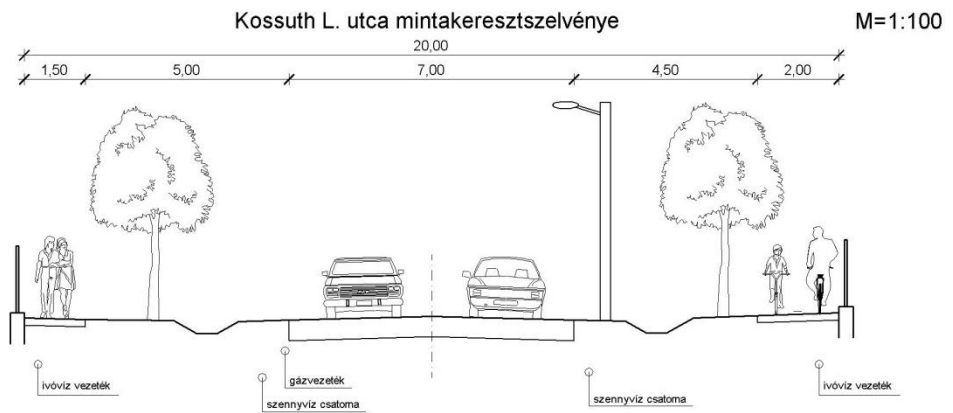 Kossuth L. utca mintakeresztszelvénye
M=1:100
20,00
1,50 5,00 7,00 4,50 2,00
ivóvíz vezeték
gázvezeték
szennyvíz csatorna
szennyvíz csatorna
ivóvíz vezeték